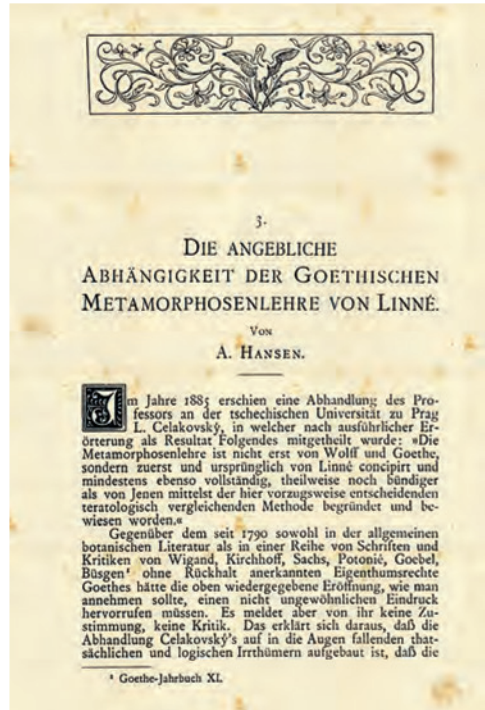 3.
DIE ANGEBLICHE
ABHÄNGIGKEIT DER GOETHISCHEN
METAMORPHOSENLEHRE VON LINNÉ.
VON
A. HANSEN.
Im Jahre 1885 erschien eine Abhandlung des Pro-
fessors an der tschechischen Universität zu Prag
L. Celakovský, in welcher nach ausführlicher Er-
örterung als Resultat Folgendes mitgetheilt wurde: »Die
Metamorphosenlehre ist nicht erst von Wolff und Goethe,
sondern zuerst und ursprünglich von Linné concipirt und
mindestens ebenso vollständig, theilweise noch bündiger
als von Jenen mittelst der hier vorzugsweise entscheidenden
teratologisch vergleichenden Methode begründet und be-
wiesen worden.«
Gegenüber dem seit 1790 sowohl in der allgemeinen
botanischen Literatur als in einer Reihe von Schriften und
Kritiken von Wigand, Kirchhoff, Sachs, Potonié, Goebel,
Büsgen¹ ohne Rückhalt anerkannten Eigenthumsrechte
Goethes hätte die oben wiedergegebene Eröffnung, wie man
annehmen sollte, einen nicht ungewöhnlichen Eindruck
hervorrufen müssen. Es meldet aber von ihr keine Zu-
stimmung, keine Kritik. Das erklärt sich daraus, daß die
Abhandlung Celakovský's auf in die Augen fallenden that-
sächlichen und logischen Irrthümern aufgebaut ist, daß die
¹ Goethe-Jahrbuch XI.